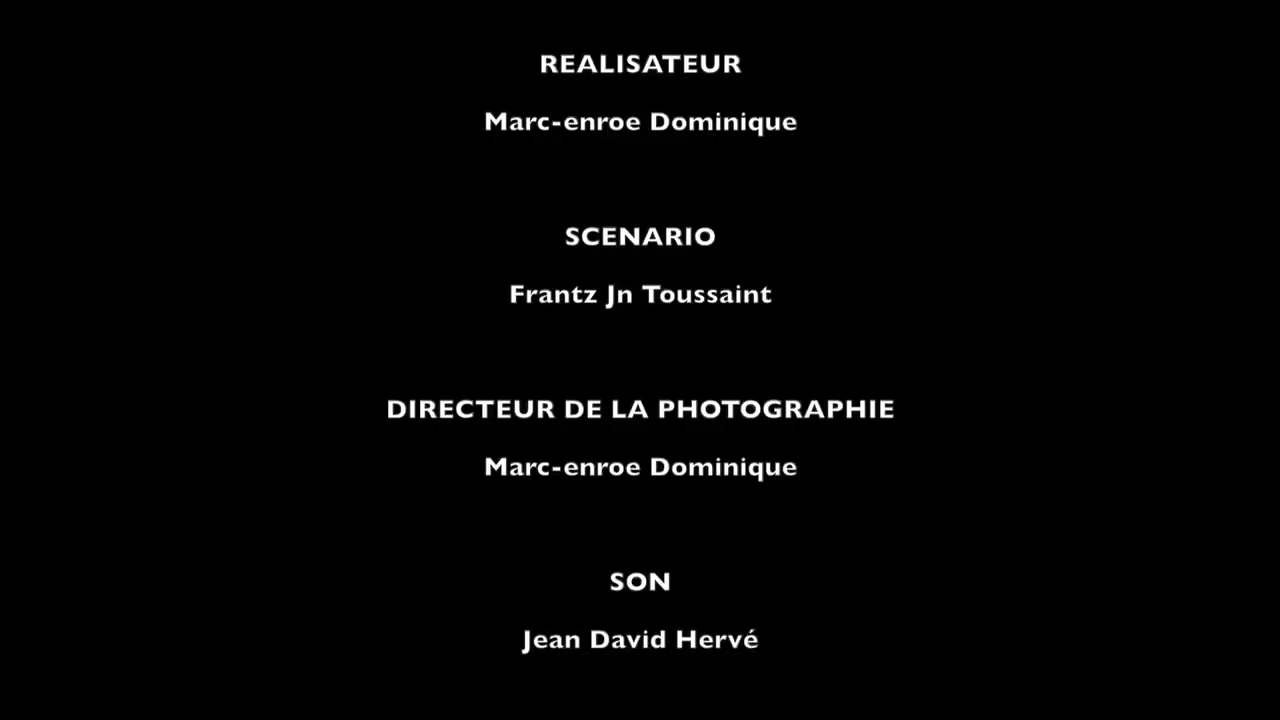 REALISATEUR
Marc-enroe Dominique
SCENARIO
Frantz Jn Toussaint
DIRECTEUR DE LA PHOTOGRAPHIE
Marc-enroe Dominique
SON
Jean David Hervé